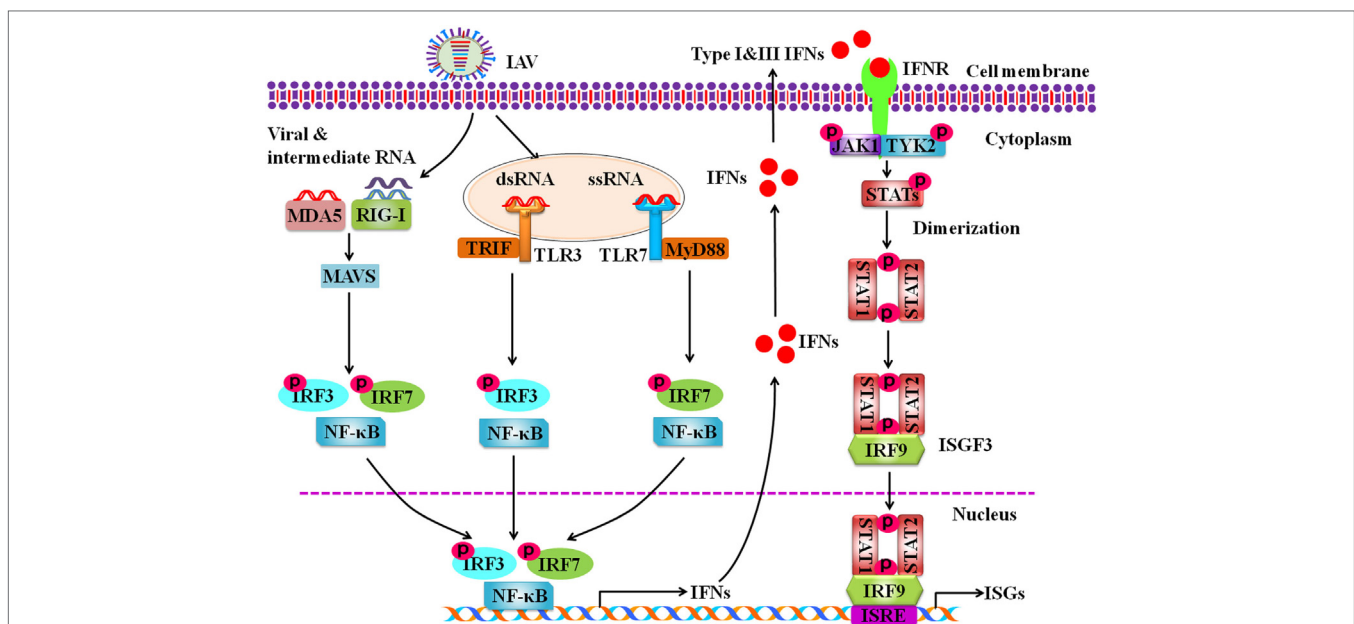 IAV
Type I&III IFNs
IFNR
Cell membrane
Viral &
intermediate RNA
Cytoplasm
P
P
JAK1
TYK2
dsRNA
ssRNA
IFNs
P
STATs
MDA5
RIG-I
Dimerization
TRIF
TLR3
TLR7
MyD88
MAVS
P
STAT1
STAT2
P
IFNs
P
IRF3
P
IRF7
P
IRF3
P
IRF7
P
STAT1
STAT2
P
NF-κB
NF-κB
NF-κB
IRF9
ISGF3
Nucleus
P
STAT1
STAT2
P
P
IRF3
P
IRF7
NF-κB
IFNs
IRF9
ISGs
ISRE